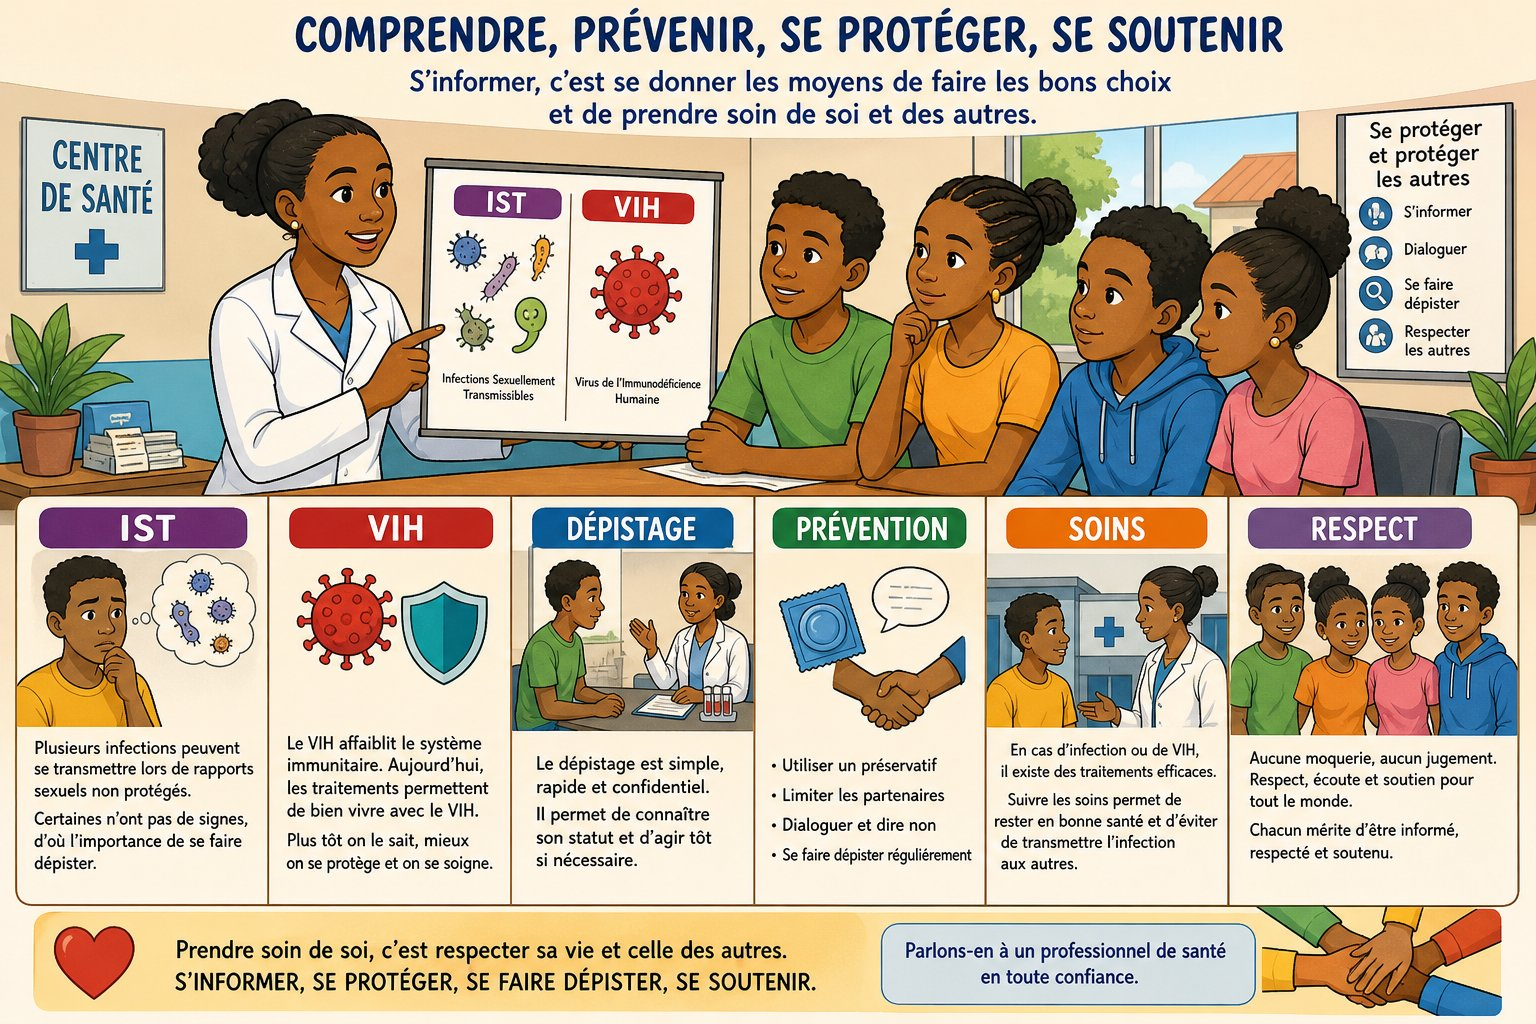 COMPRENDRE, PRÉVENIR, SE PROTÉGER, SE SOUTENIR
S'informer, c'est se donner les moyens de faire les bons choix
et de prendre soin de soi et des autres.
CENTRE
DE SANTÉ
IST
VIH
Infections Sexuellement
Transmissibles
Virus de l'Immunodéficience
Humaine
Se protéger
et protéger
les autres
S'informer
Dialoguer
Se faire
dépister
Respecter
les autres
IST
Plusieurs infections peuvent
se transmettre lors de rapports
sexuels non protégés.
Certaines n'ont pas de signes,
d'où l'importance de se faire
dépister.
VIH
Le VIH affaiblit le système
immunitaire. Aujourd'hui,
les traitements permettent
de bien vivre avec le VIH.
Plus tôt on le sait, mieux
on se protège et on se soigne.
DÉPISTAGE
Le dépistage est simple,
rapide et confidentiel.
Il permet de connaître
son statut et d'agir tôt
si nécessaire.
PRÉVENTION
• Utiliser un préservatif
• Limiter les partenaires
• Dialoguer et dire non
• Se faire dépister réguliérement
SOINS
En cas d'infection ou de VIH,
il existe des traitements efficaces.
Suivre les soins permet de
rester en bonne santé et d'éviter
de transmettre l'infection
aux autres.
RESPECT
Aucune moquerie, aucun jugement.
Respect, écoute et soutien pour
tout le monde.
Chacun mérite d'être informé,
respecté et soutenu.
Prendre soin de soi, c'est respecter sa vie et celle des autres.
S'INFORMER, SE PROTÉGER, SE FAIRE DÉPISTER, SE SOUTENIR.
Parlons-en à un professionnel de santé
en toute confiance.